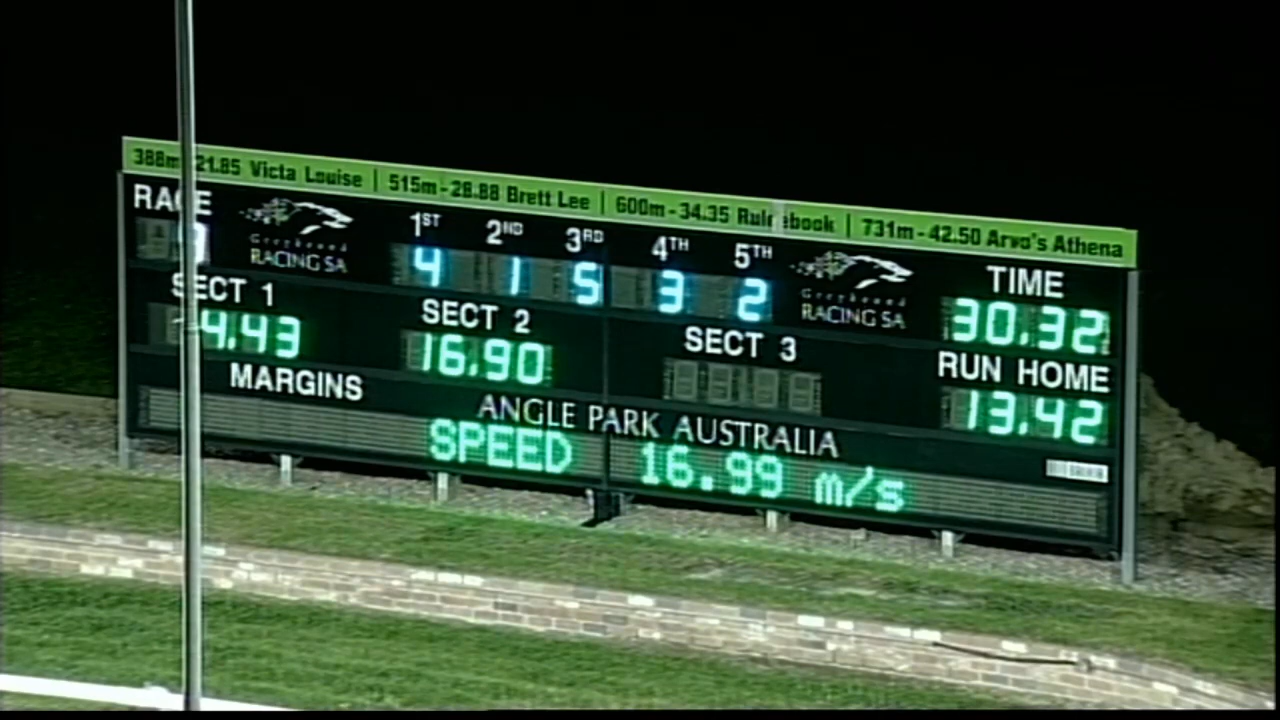 388m 21.85 Victa Louise | 515m - 28.88 Brett Lee | 600m - 34.35 Rulebook | 731m - 42.50 Arvo's Athena
RACE
Greyhound RACING SA
1ST 2ND 3RD 4TH 5TH
4 1 5 3 2
Greyhound RACING SA
TIME
30.32
SECT 1
4.43
SECT 2
16.90
SECT 3
RUN HOME
13.42
MARGINS
ANGLE PARK AUSTRALIA
SPEED 16.99 m/s